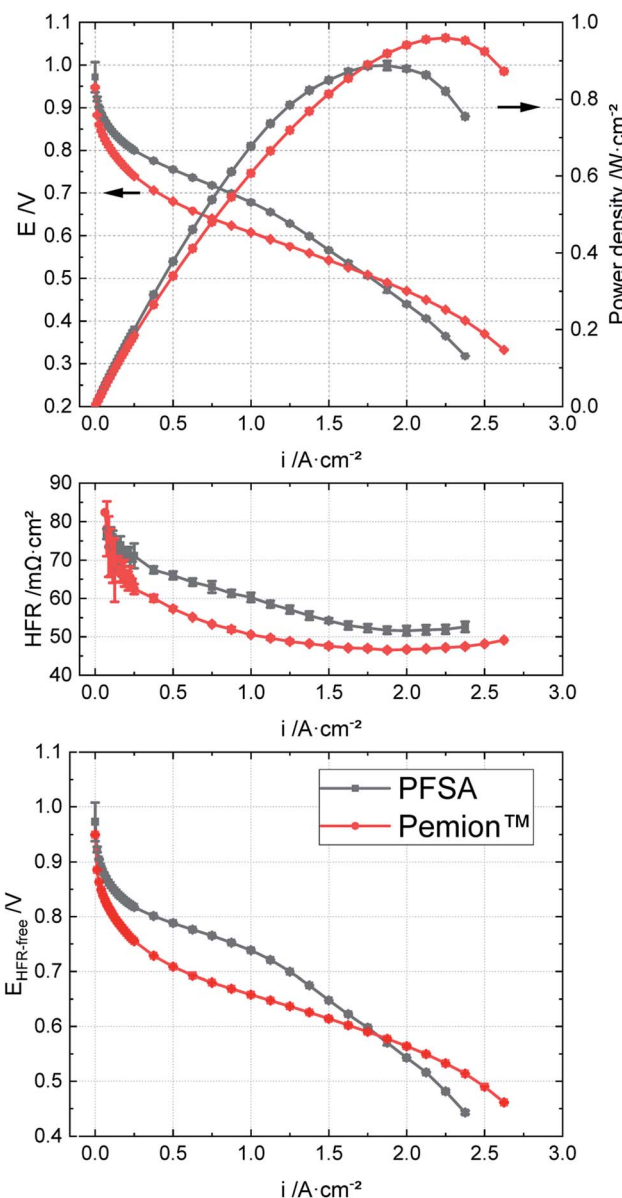 1.1
1.0
0.9
0.8
0.7
0.6
0.5
0.4
0.3
0.2
E /V
1.0
0.8
0.6
0.4
0.2
0.0
Power density /W·cm⁻²
0.0 0.5 1.0 1.5 2.0 2.5 3.0
i /A·cm⁻²
90
80
70
60
50
40
HFR /mΩ·cm²
0.0 0.5 1.0 1.5 2.0 2.5 3.0
i /A·cm⁻²
1.1
1.0
0.9
0.8
0.7
0.6
0.5
0.4
E_HFR-free /V
PFSA
Pemion™
0.0 0.5 1.0 1.5 2.0 2.5 3.0
i /A·cm⁻²